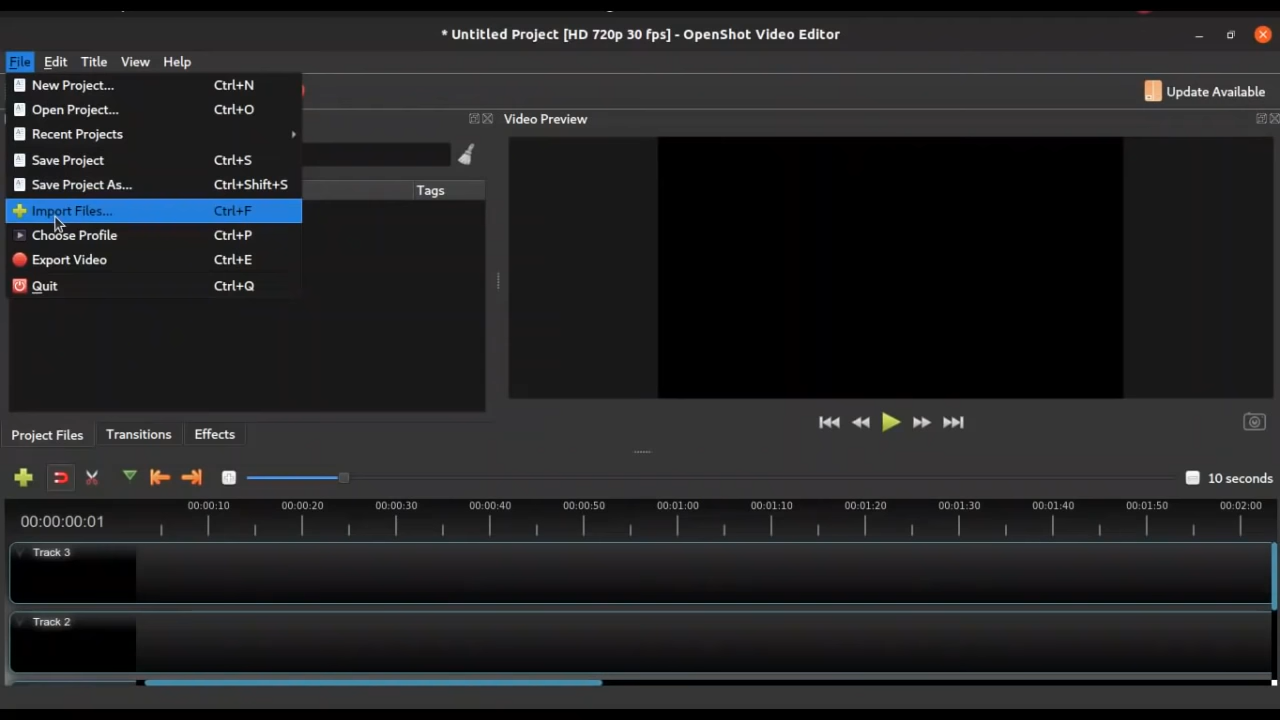 * Untitled Project [HD 720p 30 fps] - OpenShot Video Editor
File Edit Title View Help
New Project... Ctrl+N
Open Project... Ctrl+O
Recent Projects
Save Project Ctrl+S
Save Project As... Ctrl+Shift+S
Import Files... Ctrl+F
Choose Profile Ctrl+P
Export Video Ctrl+E
Quit Ctrl+Q
Update Available
Video Preview
Tags
Project Files Transitions Effects
10 seconds
00:00:00:01
00:00:10 00:00:20 00:00:30 00:00:40 00:00:50 00:01:00 00:01:10 00:01:20 00:01:30 00:01:40 00:01:50 00:02:00
Track 3
Track 2